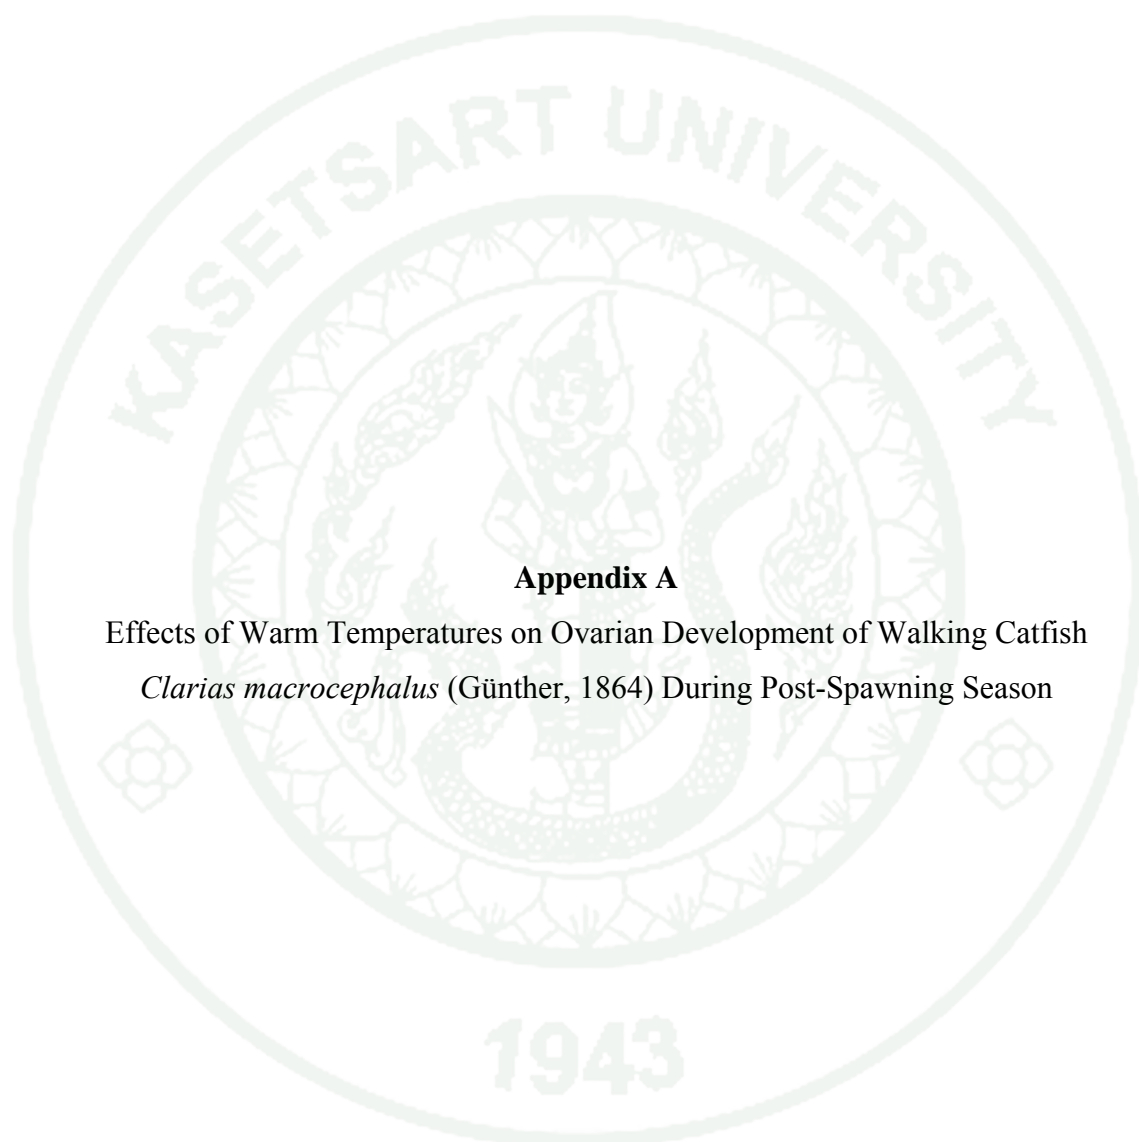 KASETSART UNIVERSITY
Appendix A
Effects of Warm Temperatures on Ovarian Development of Walking Catfish
Clarias macrocephalus (Günther, 1864) During Post-Spawning Season
1943